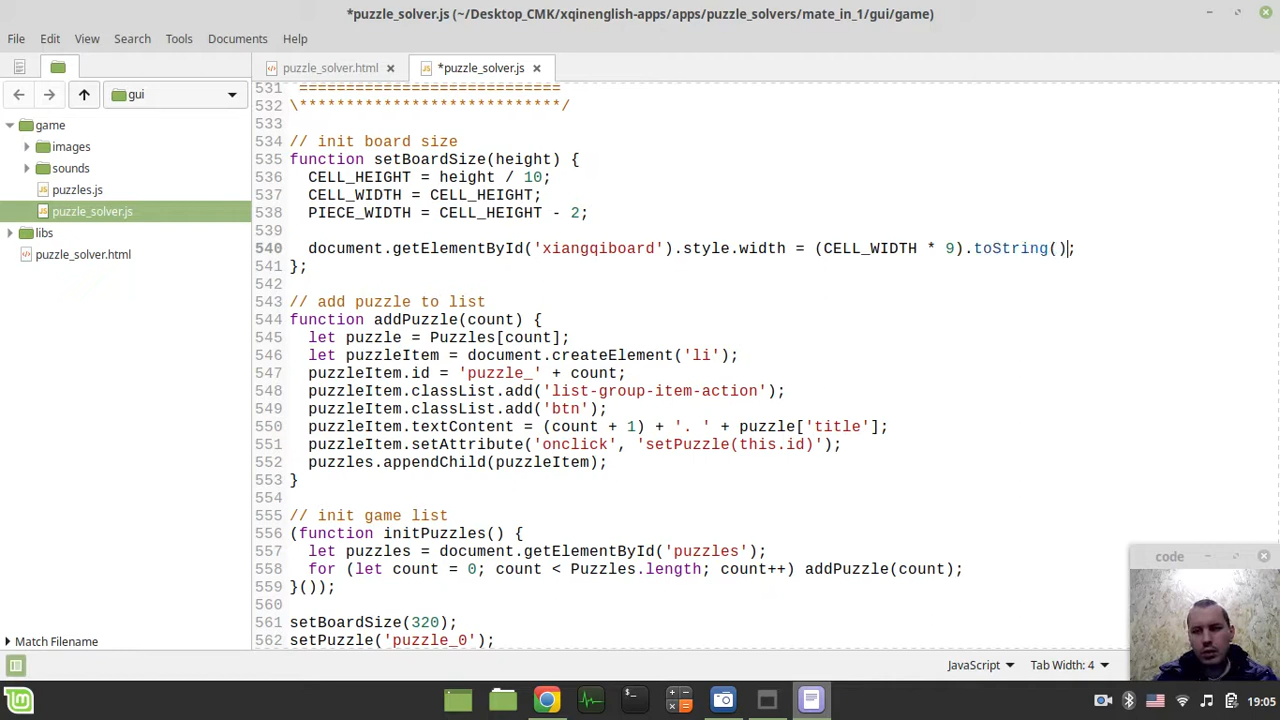 *puzzle_solver.js (~/Desktop_CMK/xqinenglish-apps/apps/puzzle_solvers/mate_in_1/gui/game)
File Edit View Search Tools Documents Help
puzzle_solver.html *puzzle_solver.js
gui
game
images
sounds
puzzles.js
puzzle_solver.js
libs
puzzle_solver.html
Match Filename
531 ============================
532 \****************************/
533
534 // init board size
535 function setBoardSize(height) {
536 CELL_HEIGHT = height / 10;
537 CELL_WIDTH = CELL_HEIGHT;
538 PIECE_WIDTH = CELL_HEIGHT - 2;
539
540 document.getElementById('xiangqiboard').style.width = (CELL_WIDTH * 9).toString();
541 };
542
543 // add puzzle to list
544 function addPuzzle(count) {
545 let puzzle = Puzzles[count];
546 let puzzleItem = document.createElement('li');
547 puzzleItem.id = 'puzzle_' + count;
548 puzzleItem.classList.add('list-group-item-action');
549 puzzleItem.classList.add('btn');
550 puzzleItem.textContent = (count + 1) + '. ' + puzzle['title'];
551 puzzleItem.setAttribute('onclick', 'setPuzzle(this.id)');
552 puzzles.appendChild(puzzleItem);
553 }
554
555 // init game list
556 (function initPuzzles() {
557 let puzzles = document.getElementById('puzzles');
558 for (let count = 0; count < Puzzles.length; count++) addPuzzle(count);
559 }());
560
561 setBoardSize(320);
562 setPuzzle('puzzle_0');
code
JavaScript Tab Width: 4
19:05